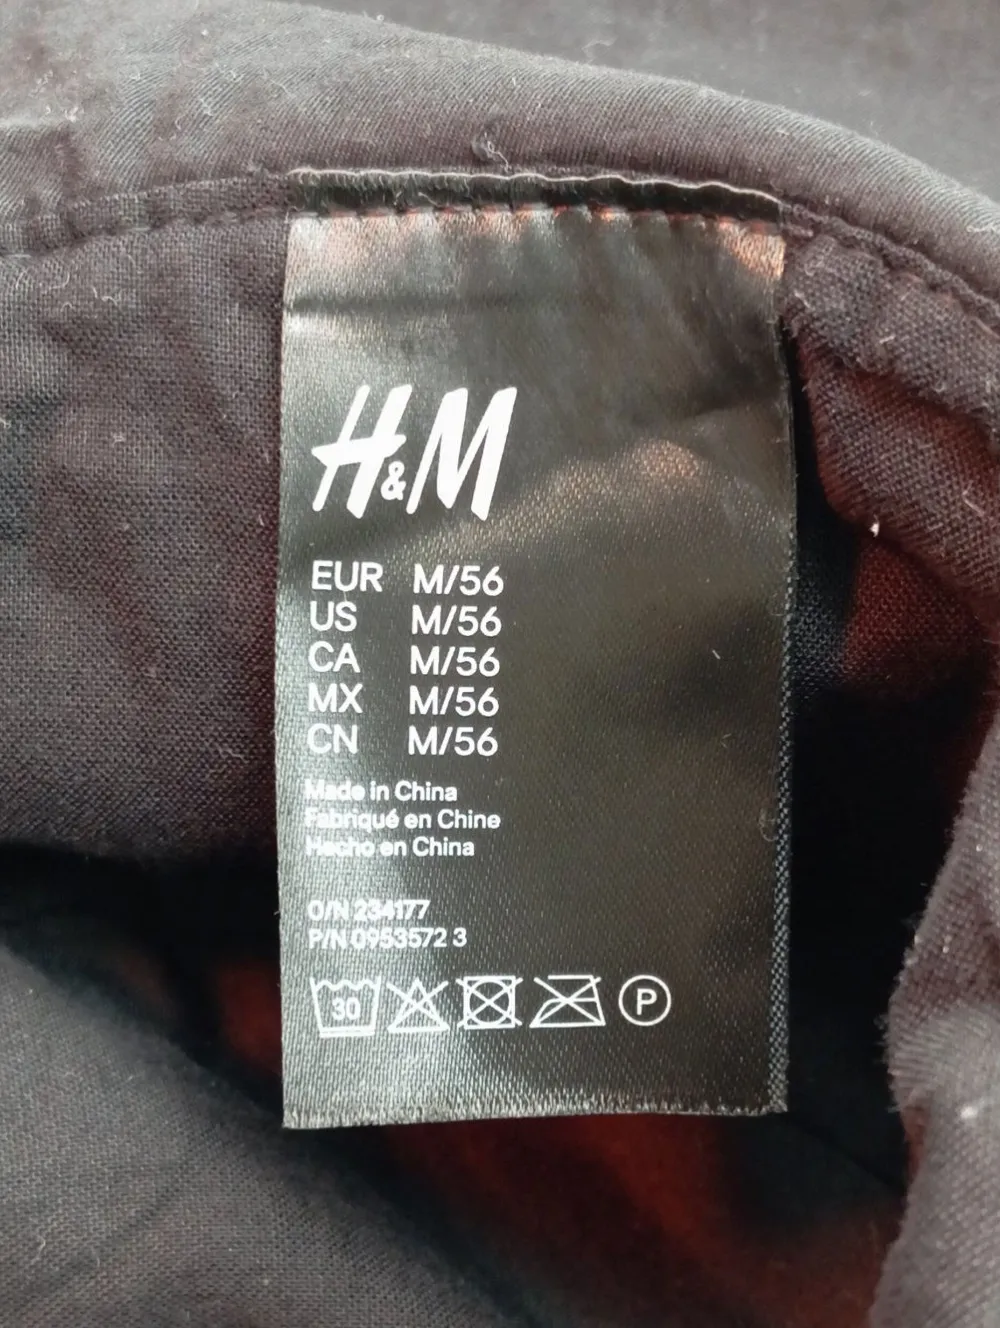 H&M
EUR M/56
US M/56
CA M/56
MX M/56
CN M/56
Made in China
Fabriqué en Chine
Hecho en China
O/N 234177
P/N 0953572 3
30 P